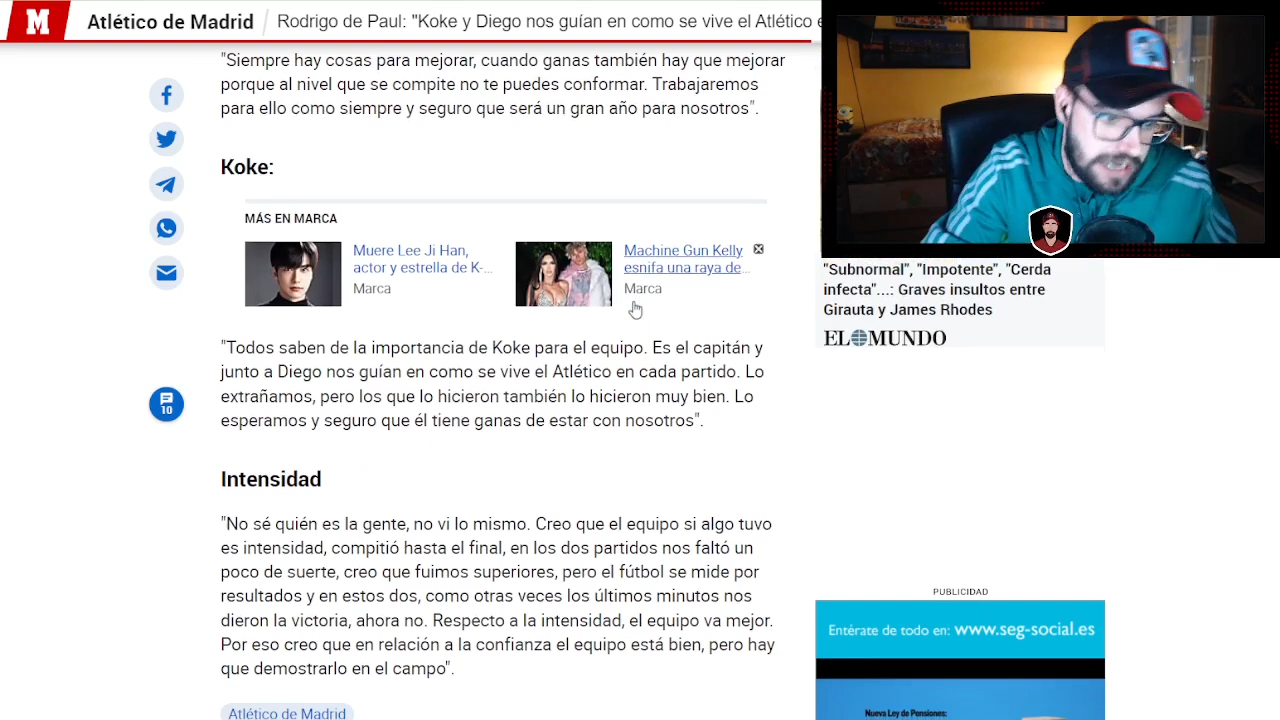 M
Atlético de Madrid
Rodrigo de Paul: "Koke y Diego nos guían en como se vive el Atlético e
"Siempre hay cosas para mejorar, cuando ganas también hay que mejorar
porque al nivel que se compite no te puedes conformar. Trabajaremos
para ello como siempre y seguro que será un gran año para nosotros".
Koke:
MÁS EN MARCA
Muere Lee Ji Han,
actor y estrella de K-...
Marca
Machine Gun Kelly
esnifa una raya de...
Marca
"Todos saben de la importancia de Koke para el equipo. Es el capitán y
junto a Diego nos guían en como se vive el Atlético en cada partido. Lo
extrañamos, pero los que lo hicieron también lo hicieron muy bien. Lo
esperamos y seguro que él tiene ganas de estar con nosotros".
10
Intensidad
"No sé quién es la gente, no vi lo mismo. Creo que el equipo si algo tuvo
es intensidad, compitió hasta el final, en los dos partidos nos faltó un
poco de suerte, creo que fuimos superiores, pero el fútbol se mide por
resultados y en estos dos, como otras veces los últimos minutos nos
dieron la victoria, ahora no. Respecto a la intensidad, el equipo va mejor.
Por eso creo que en relación a la confianza el equipo está bien, pero hay
que demostrarlo en el campo".
Atlético de Madrid
"Subnormal", "Impotente", "Cerda
infecta"...: Graves insultos entre
Girauta y James Rhodes
EL MUNDO
PUBLICIDAD
Entérate de todo en: www.seg-social.es
Nueva Ley de Pensiones: